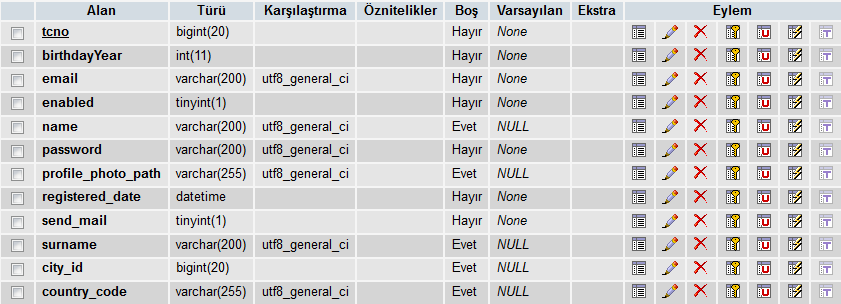 Alan Türü Karşılaştırma Öznitelikler Boş Varsayılan Ekstra Eylem
tcno bigint(20) Hayır None
birthdayYear int(11) Hayır None
email varchar(200) utf8_general_ci Hayır None
enabled tinyint(1) Hayır None
name varchar(200) utf8_general_ci Evet NULL
password varchar(200) utf8_general_ci Hayır None
profile_photo_path varchar(255) utf8_general_ci Evet NULL
registered_date datetime Hayır None
send_mail tinyint(1) Hayır None
surname varchar(200) utf8_general_ci Evet NULL
city_id bigint(20) Evet NULL
country_code varchar(255) utf8_general_ci Evet NULL